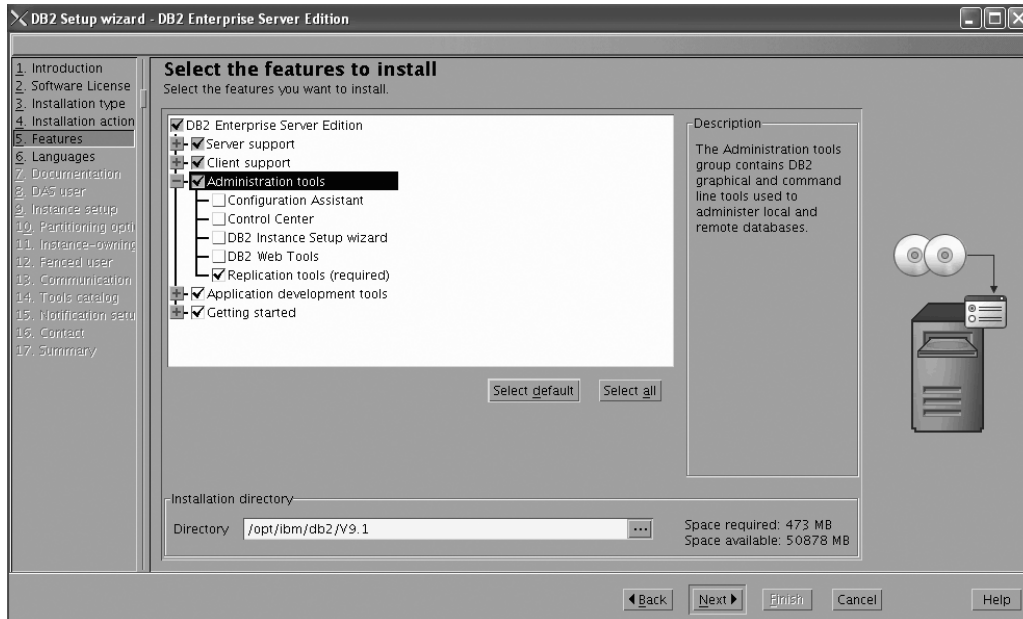 DB2 Setup wizard - DB2 Enterprise Server Edition
1. Introduction
2. Software License
3. Installation type
4. Installation action
5. Features
6. Languages
7. Documentation
8. DAS user
9. Instance setup
10. Partitioning opti
11. Instance-owning
12. Fenced user
13. Communication
14. Tools catalog
15. Notification setu
16. Contact
17. Summary
Select the features to install
Select the features you want to install.
DB2 Enterprise Server Edition
Server support
Client support
Administration tools
Configuration Assistant
Control Center
DB2 Instance Setup wizard
DB2 Web Tools
Replication tools (required)
Application development tools
Getting started
Select default
Select all
Description
The Administration tools
group contains DB2
graphical and command
line tools used to
administer local and
remote databases.
Installation directory
Directory /opt/ibm/db2/V9.1 ...
Space required: 473 MB
Space available: 50878 MB
Back Next Finish Cancel Help